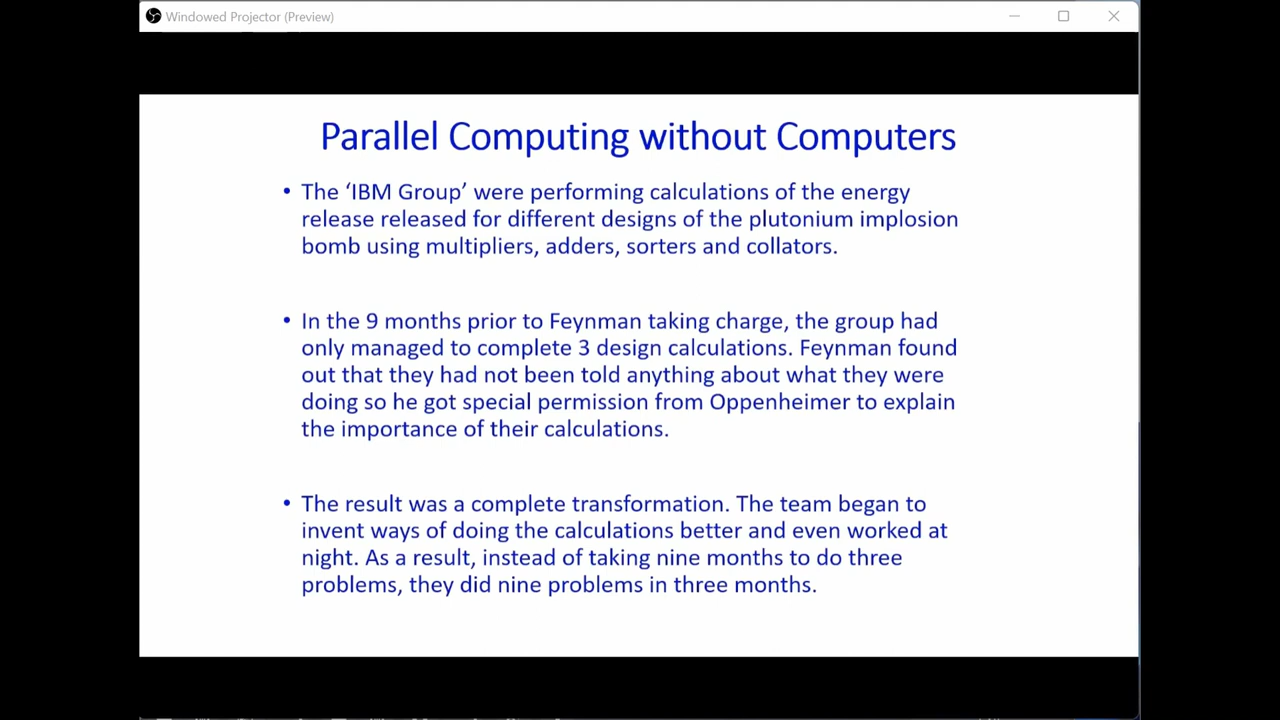 Windowed Projector (Preview)
Parallel Computing without Computers
• The ‘IBM Group’ were performing calculations of the energy
release released for different designs of the plutonium implosion
bomb using multipliers, adders, sorters and collators.
• In the 9 months prior to Feynman taking charge, the group had
only managed to complete 3 design calculations. Feynman found
out that they had not been told anything about what they were
doing so he got special permission from Oppenheimer to explain
the importance of their calculations.
• The result was a complete transformation. The team began to
invent ways of doing the calculations better and even worked at
night. As a result, instead of taking nine months to do three
problems, they did nine problems in three months.